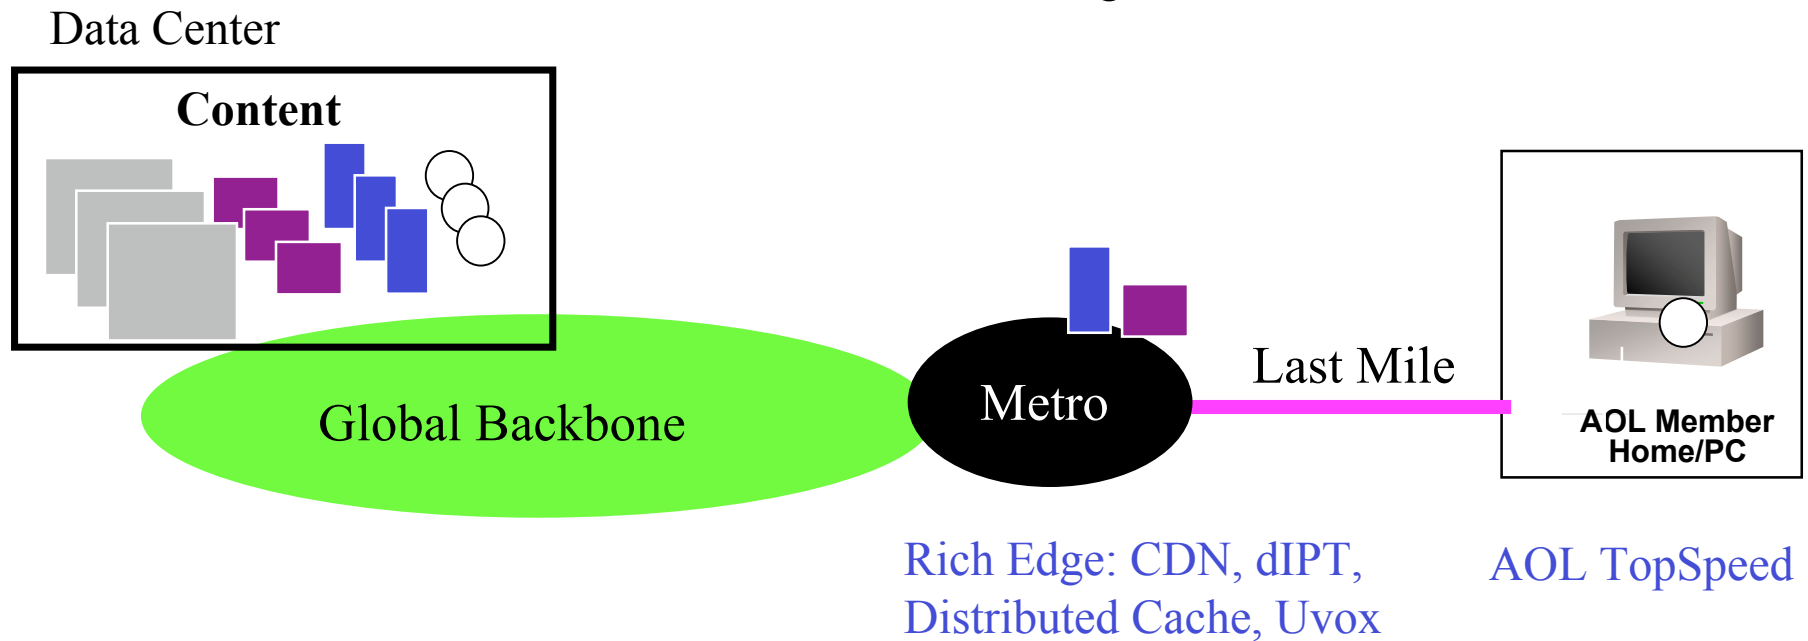 Data Center
Content
Global Backbone
Metro
Last Mile
AOL Member
Home/PC
Rich Edge: CDN, dIPT,
Distributed Cache, Uvox
AOL TopSpeed